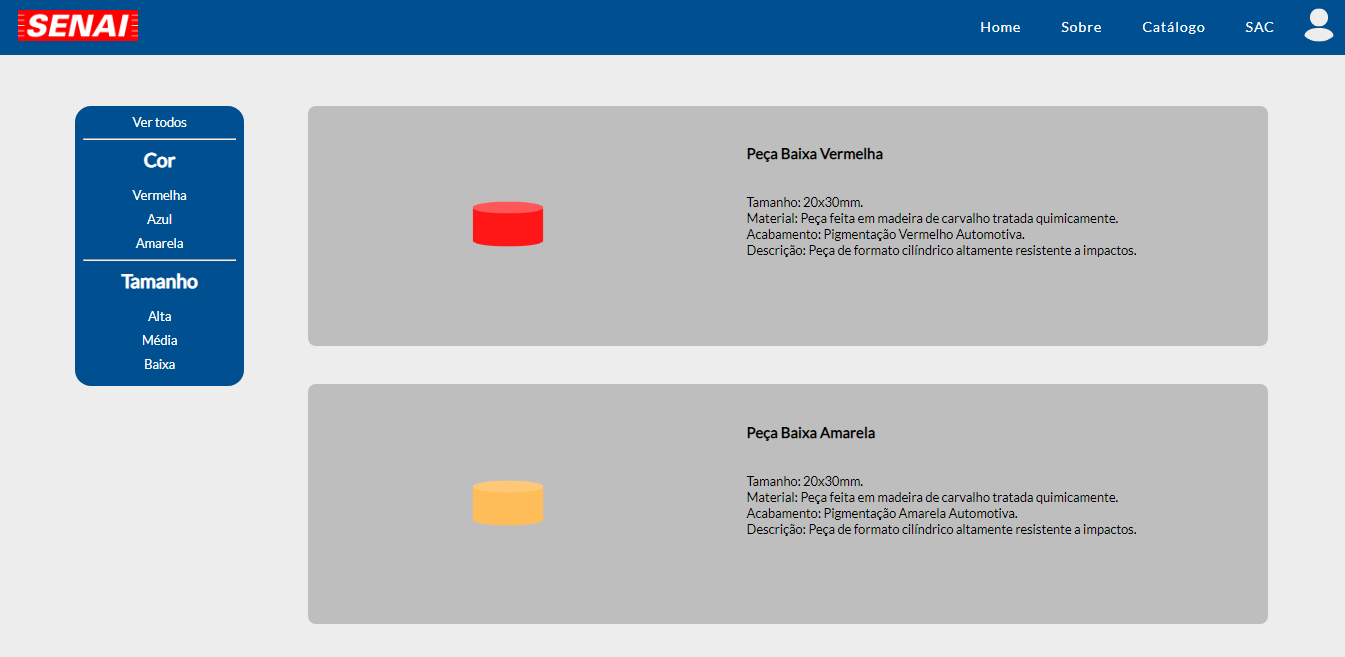 SENAI
Home Sobre Catálogo SAC
Ver todos
Cor
Vermelha
Azul
Amarela
Tamanho
Alta
Média
Baixa
Peça Baixa Vermelha
Tamanho: 20x30mm.
Material: Peça feita em madeira de carvalho tratada quimicamente.
Acabamento: Pigmentação Vermelho Automotiva.
Descrição: Peça de formato cilíndrico altamente resistente a impactos.
Peça Baixa Amarela
Tamanho: 20x30mm.
Material: Peça feita em madeira de carvalho tratada quimicamente.
Acabamento: Pigmentação Amarela Automotiva.
Descrição: Peça de formato cilíndrico altamente resistente a impactos.